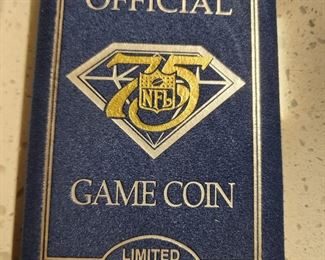 OFFICIAL
75
NFL
GAME COIN
LIMITED